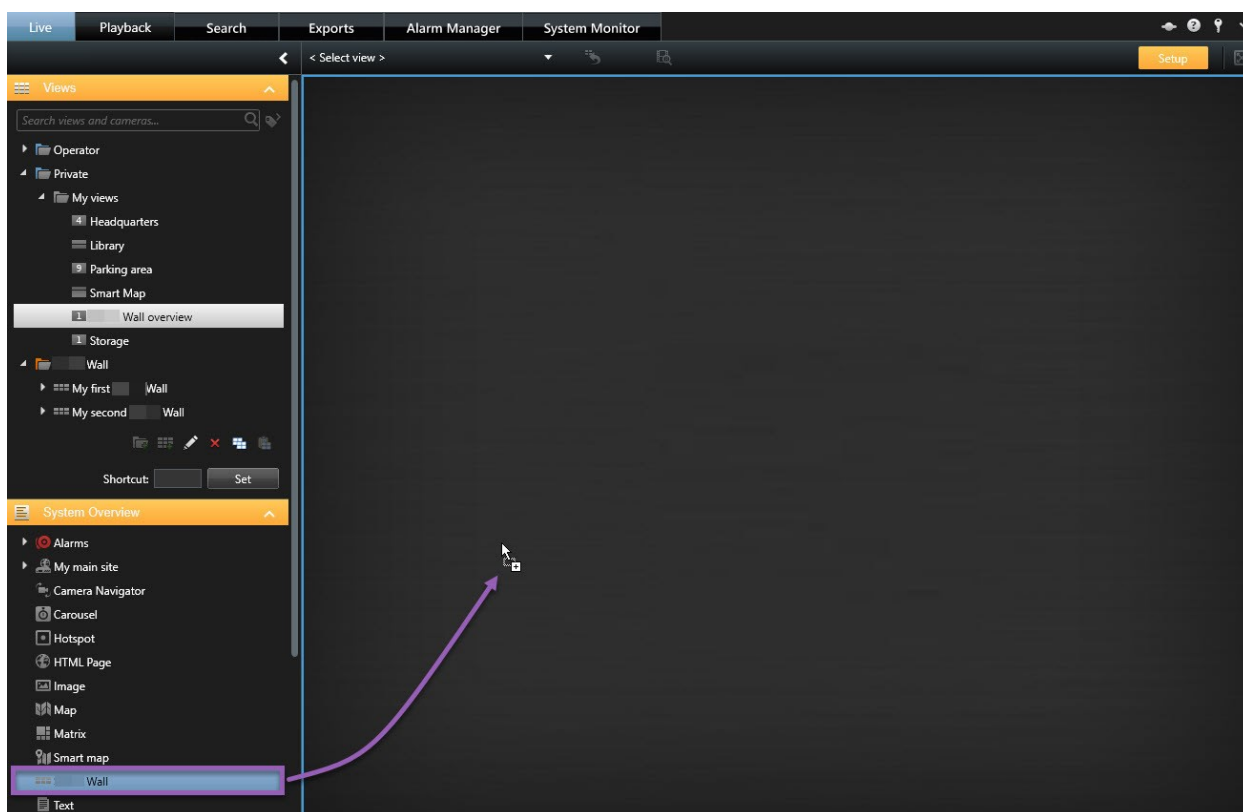 Live Playback Search Exports Alarm Manager System Monitor
< Select view > Setup
Views
Search views and cameras...
Operator
Private
My views
4 Headquarters
Library
9 Parking area
Smart Map
1 Wall overview
1 Storage
Wall
My first Wall
My second Wall
Shortcut: Set
System Overview
Alarms
My main site
Camera Navigator
Carousel
Hotspot
HTML Page
Image
Map
Matrix
Smart map
Wall
Text